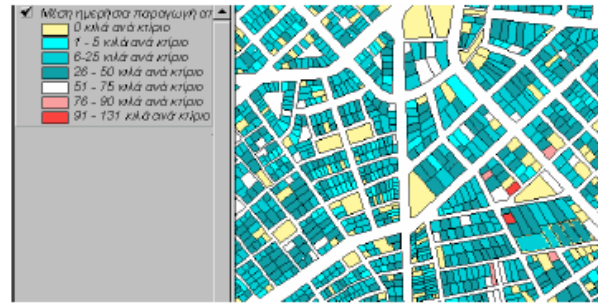 Μέση ημερήσια παραγωγή απ
0 κιλά ανά κτίριο
1 - 5 κιλά ανά κτίριο
6-25 κιλά ανά κτίριο
26 - 50 κιλά ανά κτίριο
51 - 75 κιλά ανά κτίριο
76 - 90 κιλά ανά κτίριο
91 - 131 κιλά ανά κτίριο